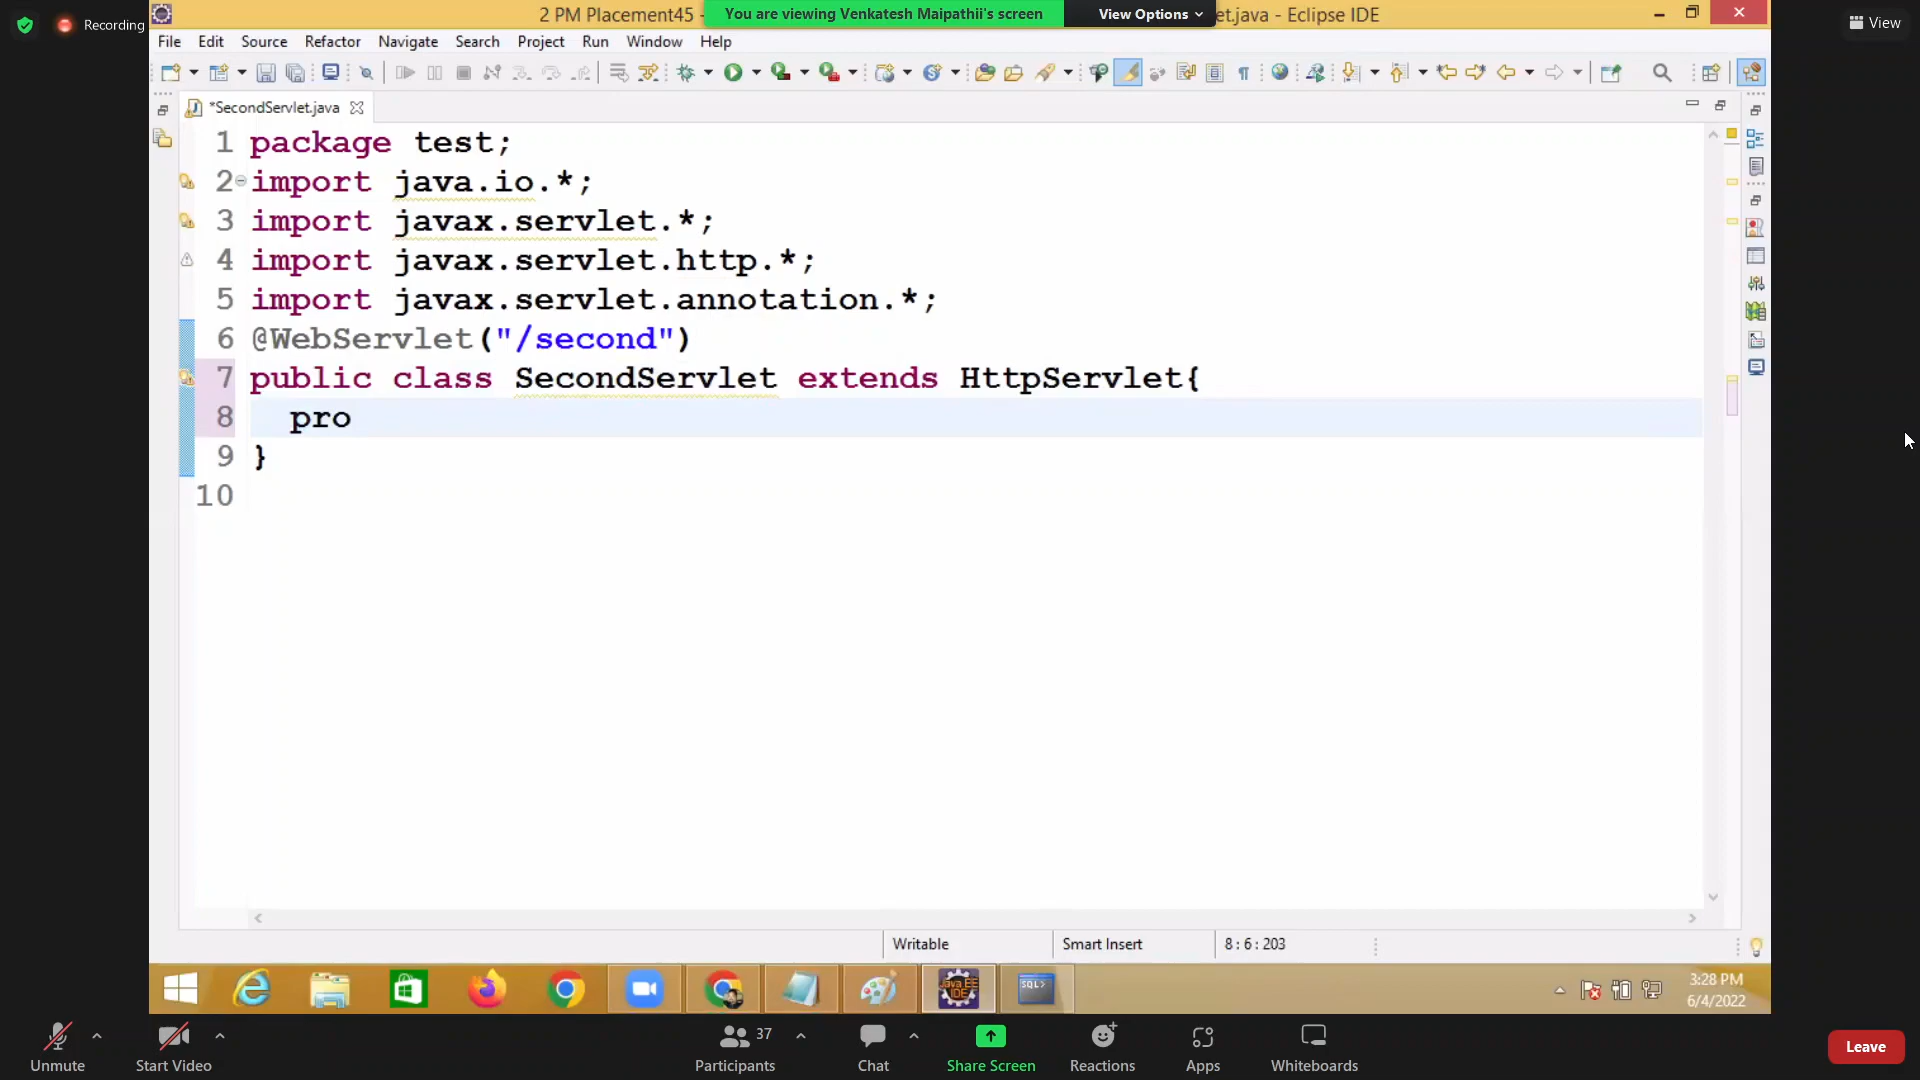 Recording
2 PM Placement45 -
You are viewing Venkatesh Maipathii's screen
View Options
et.java - Eclipse IDE
View
File Edit Source Refactor Navigate Search Project Run Window Help
*SecondServlet.java
1 package test;
2 import java.io.*;
3 import javax.servlet.*;
4 import javax.servlet.http.*;
5 import javax.servlet.annotation.*;
6 @WebServlet("/second")
7 public class SecondServlet extends HttpServlet{
8 pro
9 }
10
Writable
Smart Insert
8 : 6 : 203
Java EE
IDE
SQL>
3:28 PM
6/4/2022
Unmute
Start Video
37
Participants
Chat
Share Screen
Reactions
Apps
Whiteboards
Leave